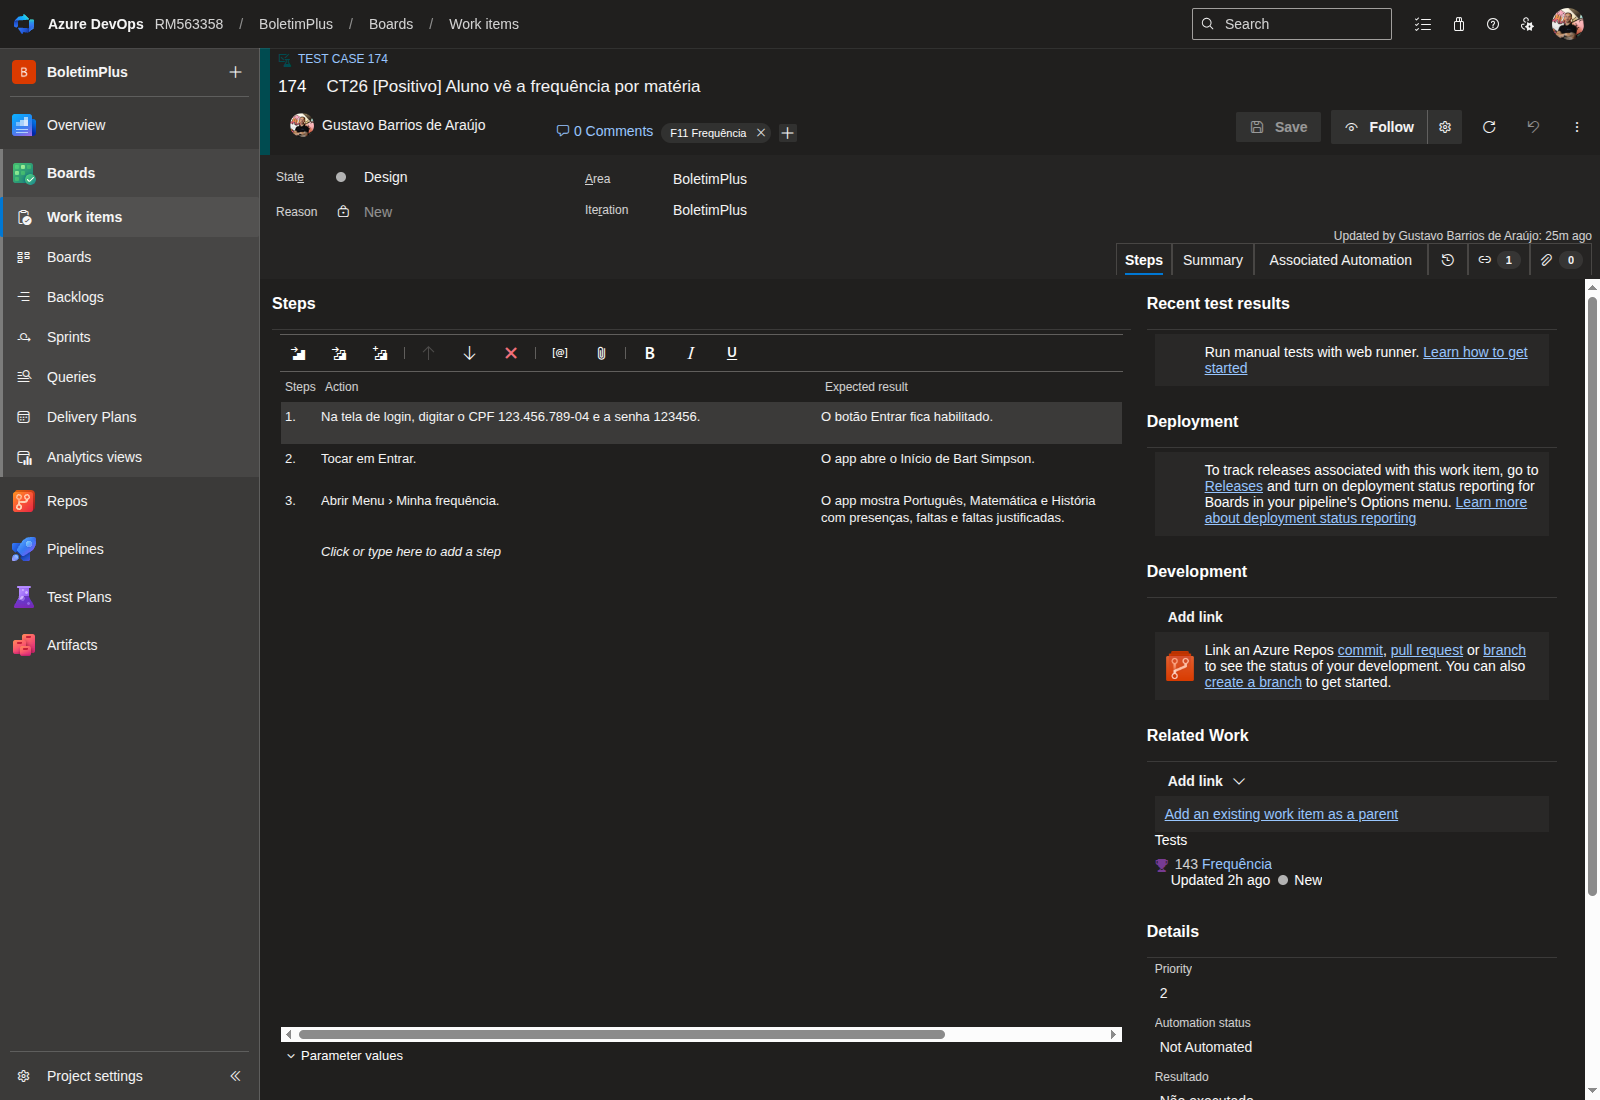 Azure DevOps RM563358 / BoletimPlus / Boards / Work items
Search
B BoletimPlus
Overview
Boards
Work items
Boards
Backlogs
Sprints
Queries
Delivery Plans
Analytics views
Repos
Pipelines
Test Plans
Artifacts
Project settings
TEST CASE 174
174 CT26 [Positivo] Aluno vê a frequência por matéria
Gustavo Barrios de Araújo
0 Comments
F11 Frequência
Save
Follow
State Design
Reason New
Area BoletimPlus
Iteration BoletimPlus
Updated by Gustavo Barrios de Araújo: 25m ago
Steps Summary Associated Automation 1 0
Steps
[@] B I U
Steps Action Expected result
1. Na tela de login, digitar o CPF 123.456.789-04 e a senha 123456. O botão Entrar fica habilitado.
2. Tocar em Entrar. O app abre o Início de Bart Simpson.
3. Abrir Menu › Minha frequência. O app mostra Português, Matemática e História
com presenças, faltas e faltas justificadas.
Click or type here to add a step
Parameter values
Recent test results
Run manual tests with web runner. Learn how to get
started
Deployment
To track releases associated with this work item, go to
Releases and turn on deployment status reporting for
Boards in your pipeline's Options menu. Learn more
about deployment status reporting
Development
Add link
Link an Azure Repos commit, pull request or branch
to see the status of your development. You can also
create a branch to get started.
Related Work
Add link
Add an existing work item as a parent
Tests
143 Frequência
Updated 2h ago New
Details
Priority
2
Automation status
Not Automated
Resultado
Não executado